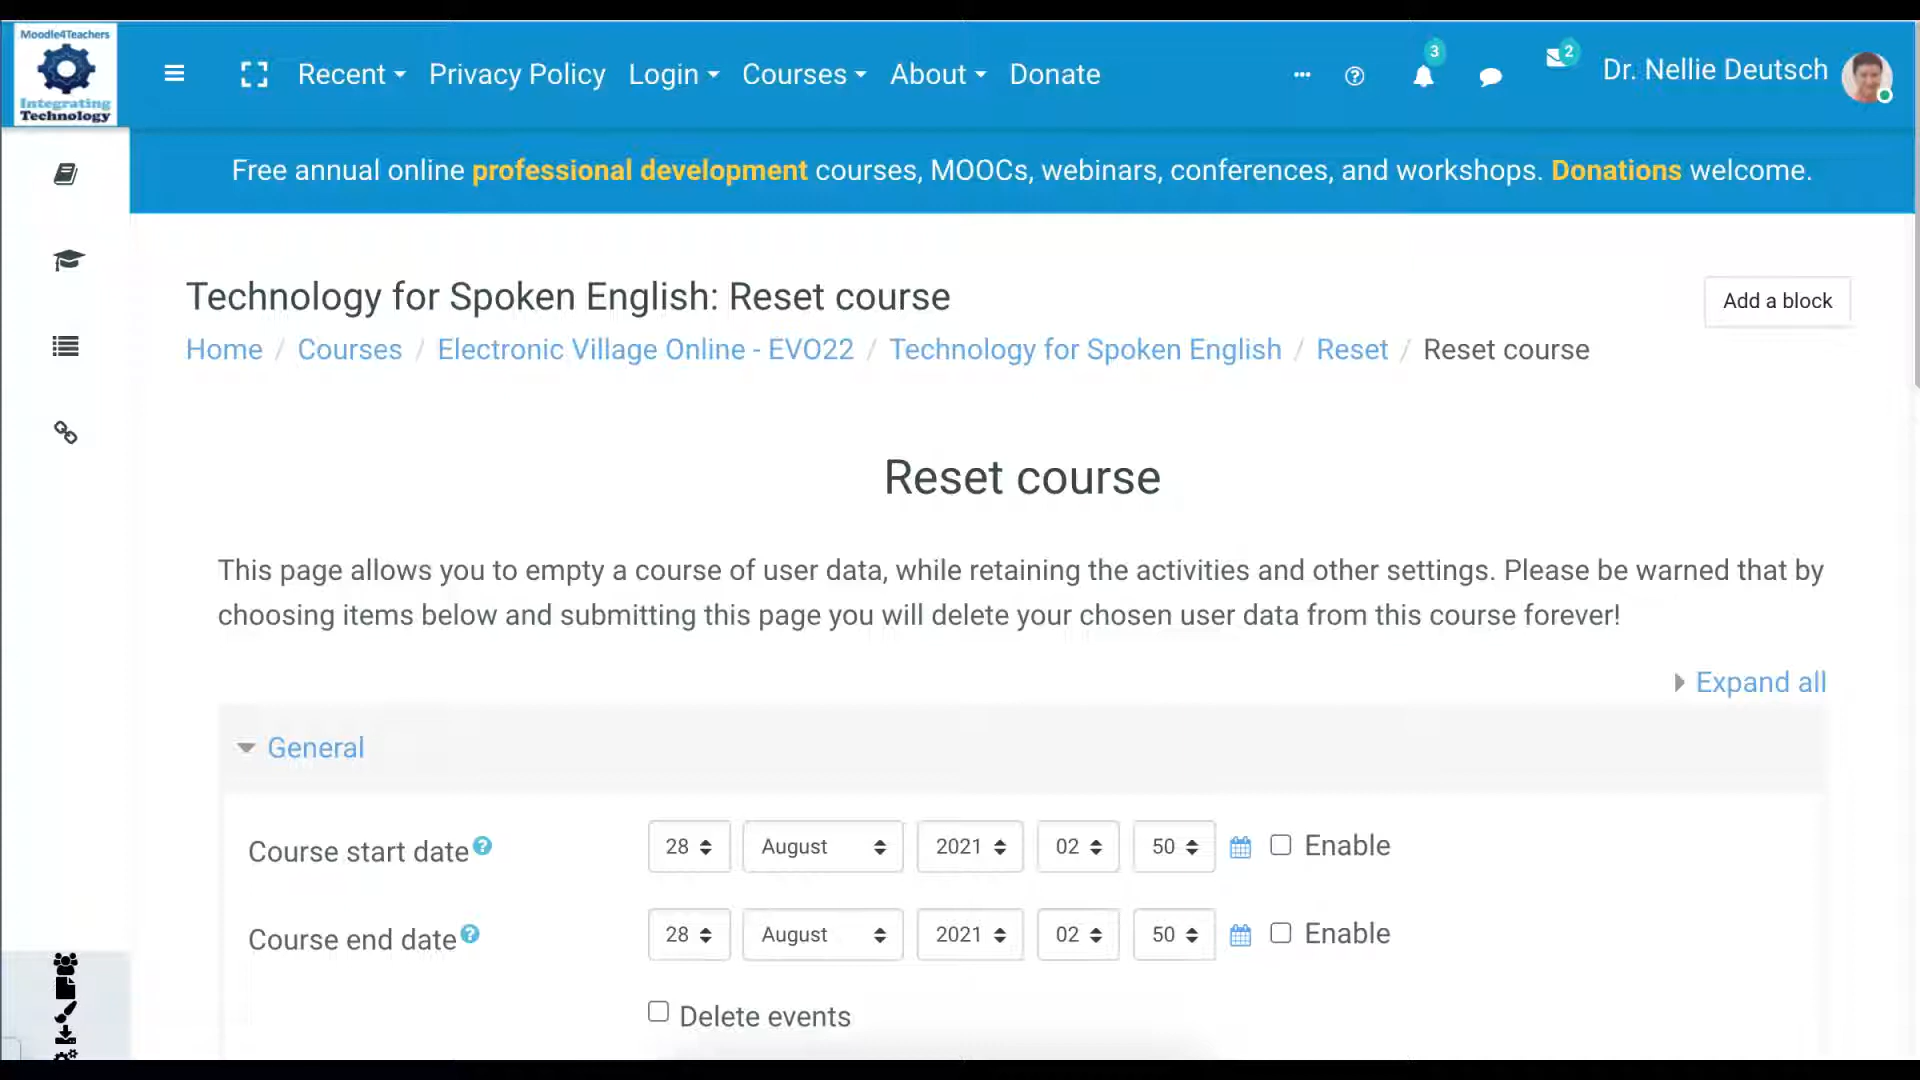 Moodle4Teachers
Integrating
Technology
Recent Privacy Policy Login Courses About Donate
3
2
Dr. Nellie Deutsch
Free annual online professional development courses, MOOCs, webinars, conferences, and workshops. Donations welcome.
Technology for Spoken English: Reset course
Add a block
Home / Courses / Electronic Village Online - EVO22 / Technology for Spoken English / Reset / Reset course
Reset course
This page allows you to empty a course of user data, while retaining the activities and other settings. Please be warned that by
choosing items below and submitting this page you will delete your chosen user data from this course forever!
Expand all
General
Course start date 28 August 2021 02 50 Enable
Course end date 28 August 2021 02 50 Enable
Delete events